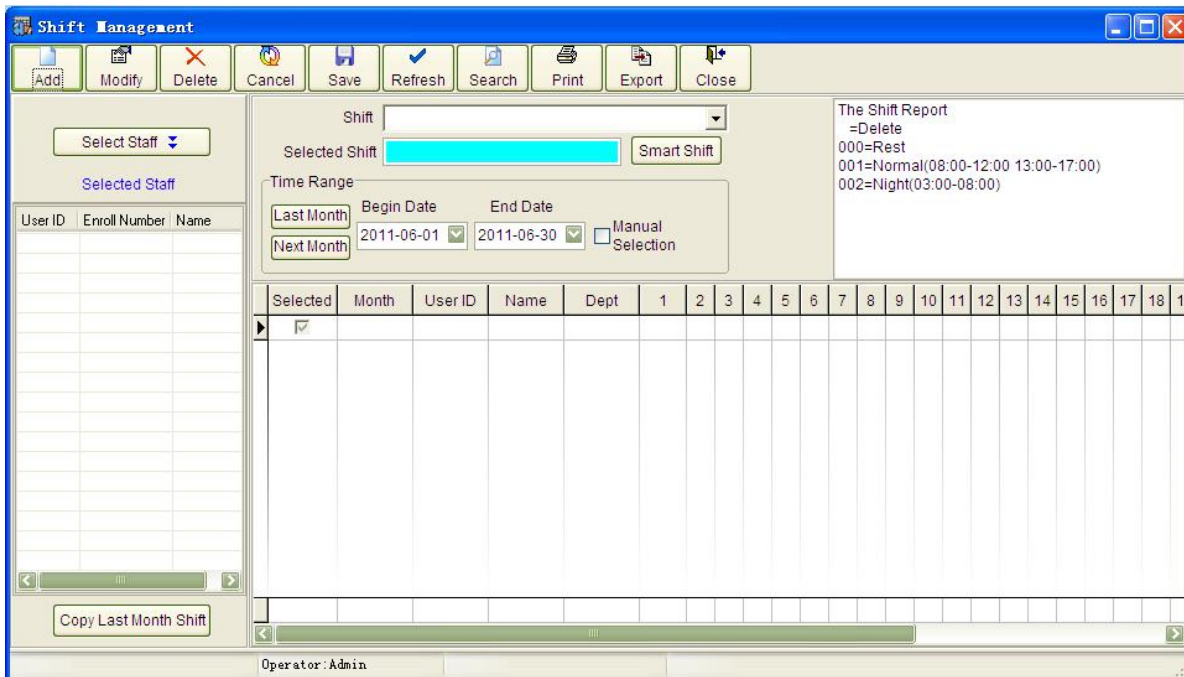 Shift Management
Add Modify Delete Cancel Save Refresh Search Print Export Close
Select Staff
Selected Staff
User ID Enroll Number Name
Copy Last Month Shift
Shift
Selected Shift Smart Shift
Time Range
Last Month
Next Month
Begin Date End Date
2011-06-01 2011-06-30
Manual
Selection
The Shift Report
=Delete
000=Rest
001=Normal(08:00-12:00 13:00-17:00)
002=Night(03:00-08:00)
Selected Month User ID Name Dept 1 2 3 4 5 6 7 8 9 10 11 12 13 14 15 16 17 18 1
Operator:Admin